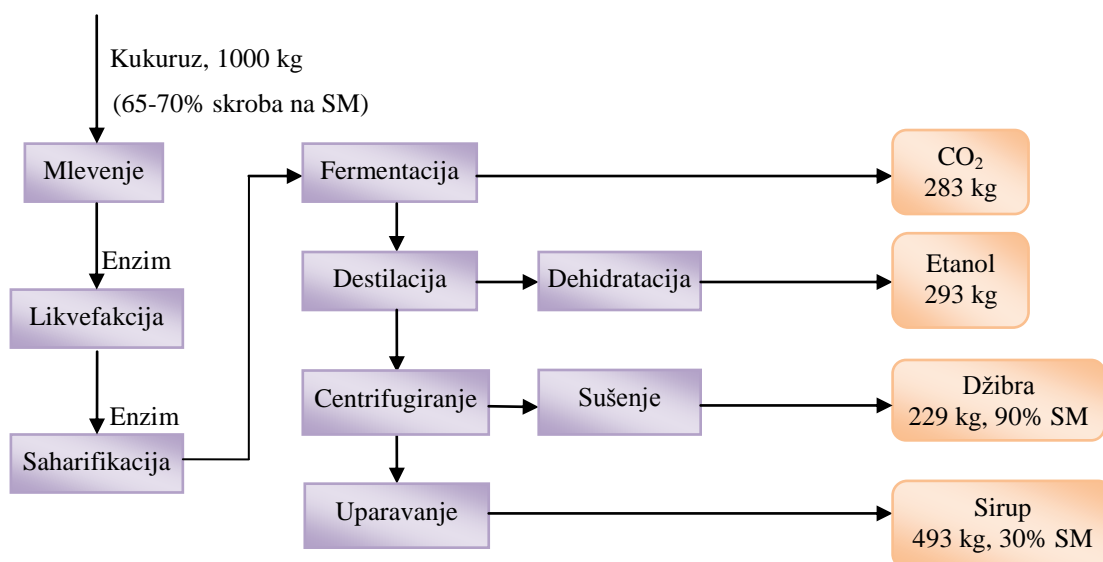 Kukuruz, 1000 kg
(65-70% skroba na SM)
Mlevenje
Enzim
Likvefakcija
Enzim
Saharifikacija
Fermentacija
CO₂
283 kg
Destilacija
Dehidratacija
Etanol
293 kg
Centrifugiranje
Sušenje
Džibra
229 kg, 90% SM
Uparavanje
Sirup
493 kg, 30% SM